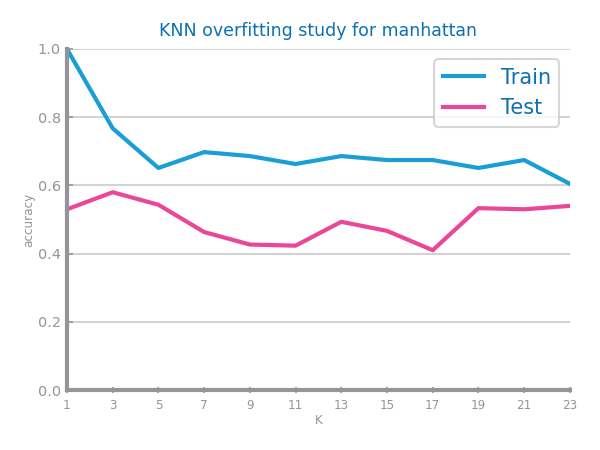 KNN overfitting study for manhattan
1.0
0.8
0.6
0.4
0.2
0.0
accuracy
Train
Test
1 3 5 7 9 11 13 15 17 19 21 23
K